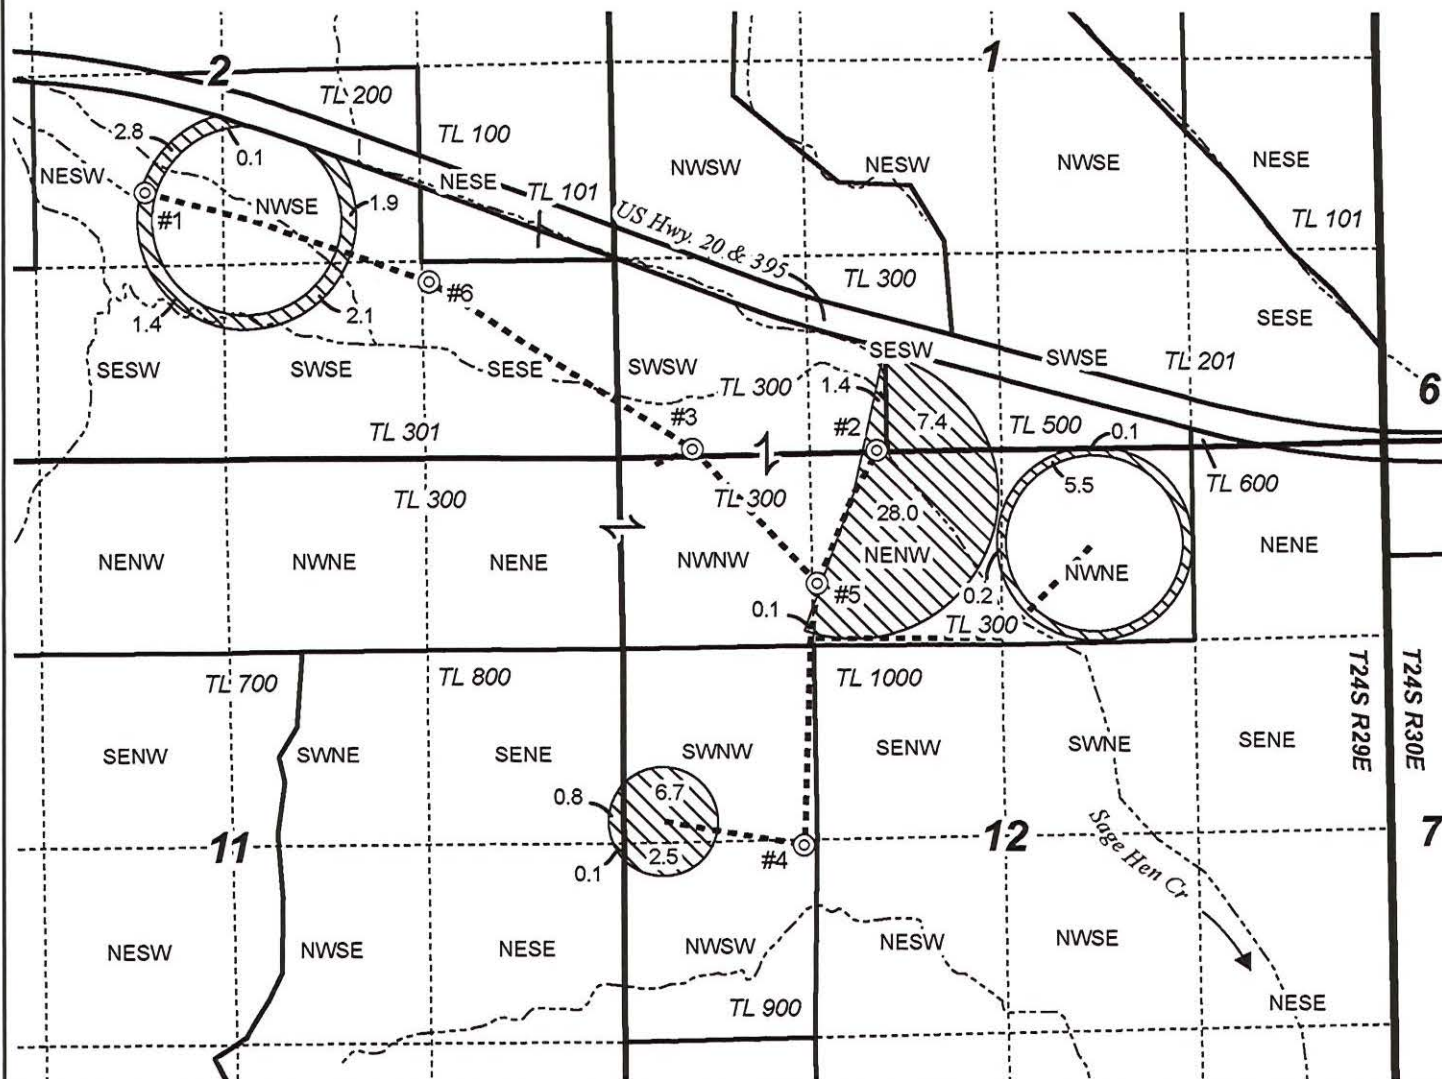 2
1
TL 200
TL 100
2.8
0.1
NESW
NWSE
#1
1.9
NESE
TL 101
NWSW
NESW
NWSE
NESE
US Hwy. 20 & 395
TL 101
TL 300
#6
1.4
2.1
SESE
SESW
SWSE
SESE
SWSW
TL 300
SESW
1.4
SWSE
TL 201
6
#3
#2
7.4
TL 500
0.1
TL 301
TL 300
TL 300
5.5
TL 600
28.0
NENW
NWNE
NENE
NWNW
NENW
#5
0.1
0.2
NWNE
NENE
TL 300
TL 700
TL 800
TL 1000
T24S R29E
T24S R30E
SENW
SWNE
SENE
SWNW
SENW
SWNE
SENE
0.8
6.7
11
0.1
2.5
#4
12
7
Sage Hen Cr
NESW
NWSE
NESE
NWSW
NESW
NWSE
TL 900
NESE